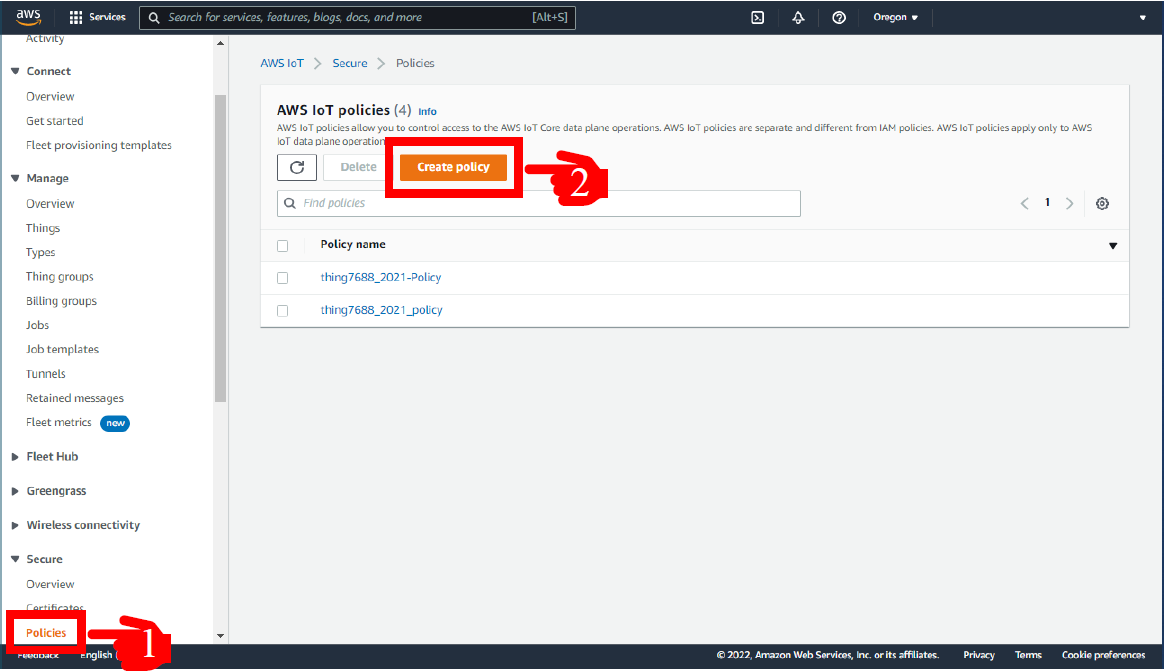 aws Services Search for services, features, blogs, docs, and more [Alt+S] Oregon
Activity
Connect
Overview
Get started
Fleet provisioning templates
Manage
Overview
Things
Types
Thing groups
Billing groups
Jobs
Job templates
Tunnels
Retained messages
Fleet metrics new
Fleet Hub
Greengrass
Wireless connectivity
Secure
Overview
Certificates
Policies
1
AWS IoT > Secure > Policies
AWS IoT policies (4) Info
AWS IoT policies allow you to control access to the AWS IoT Core data plane operations. AWS IoT policies are separate and different from IAM policies. AWS IoT policies apply only to AWS
IoT data plane operation
Delete Create policy
2
Find policies
1
Policy name
thing7688_2021-Policy
thing7688_2021_policy
Feedback English © 2022, Amazon Web Services, Inc. or its affiliates. Privacy Terms Cookie preferences